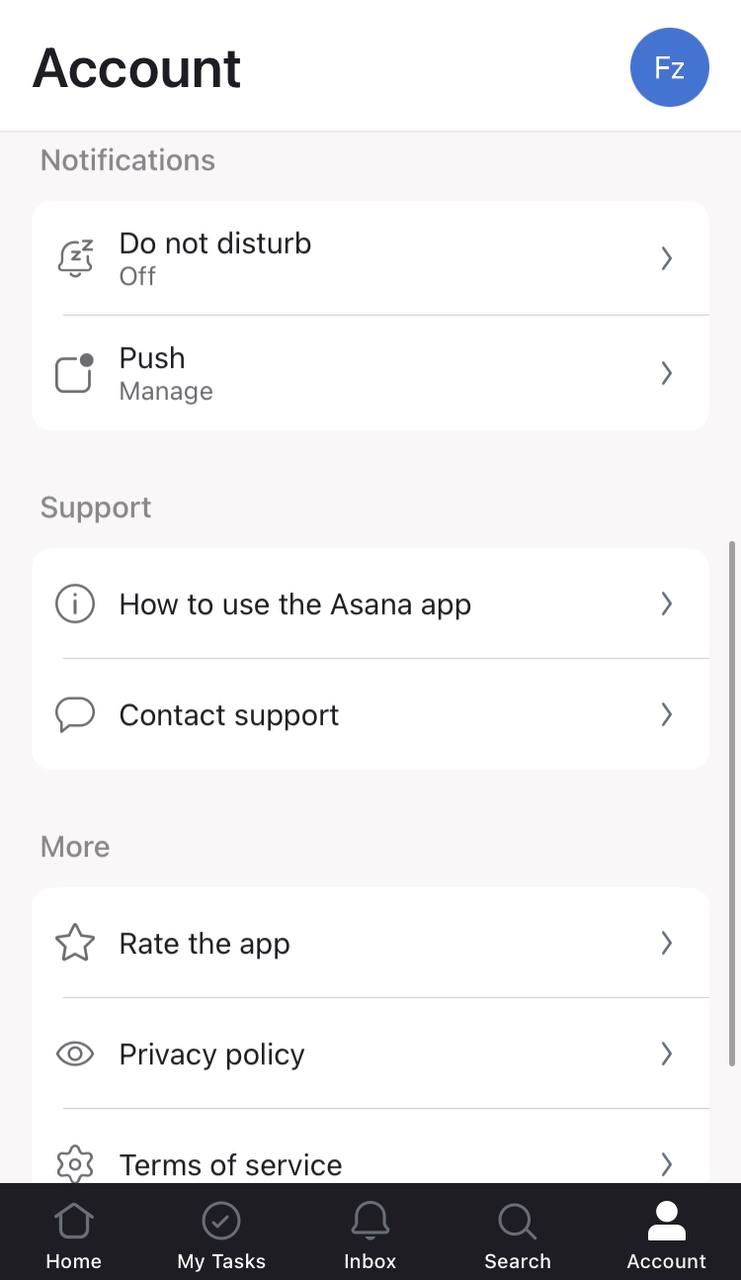 Account
Fz
Notifications
Do not disturb
Off
Push
Manage
Support
How to use the Asana app
Contact support
More
Rate the app
Privacy policy
Terms of service
Home
My Tasks
Inbox
Search
Account